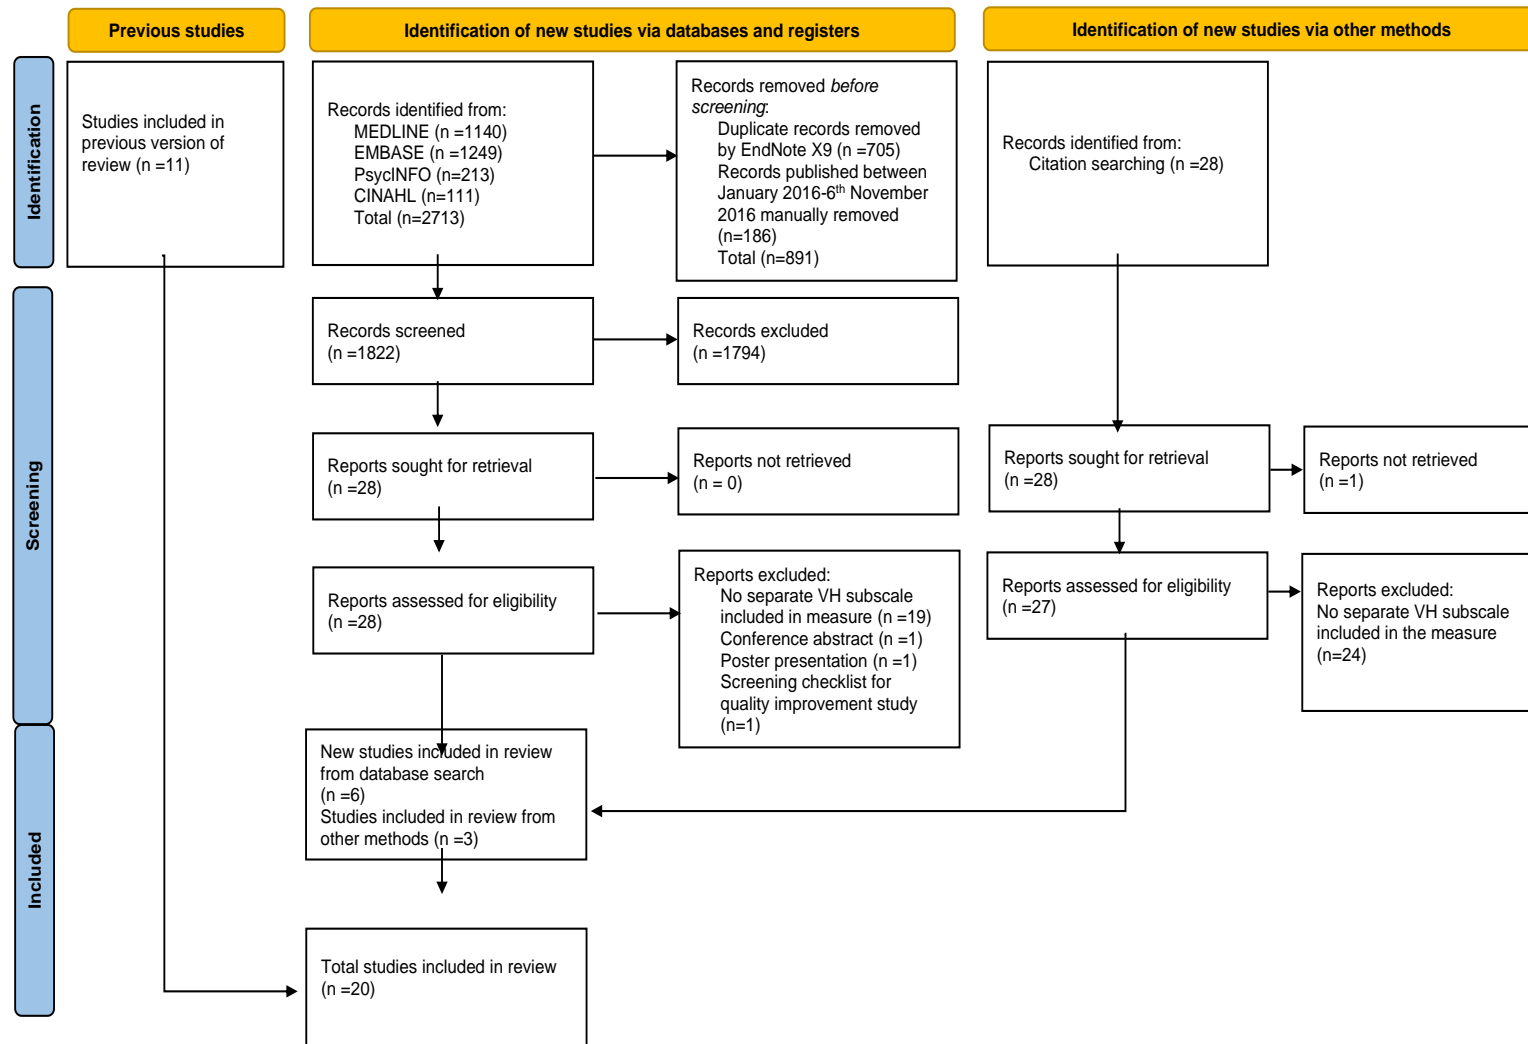 Previous studies
Identification of new studies via databases and registers
Identification of new studies via other methods
Identification
Studies included in
previous version of
review (n =11)
Records identified from:
MEDLINE (n =1140)
EMBASE (n =1249)
PsycINFO (n=213)
CINAHL (n=111)
Total (n=2713)
Records removed before
screening:
Duplicate records removed
by EndNote X9 (n =705)
Records published between
January 2016-6th November
2016 manually removed
(n=186)
Total (n=891)
Records identified from:
Citation searching (n =28)
Screening
Records screened
(n =1822)
Records excluded
(n =1794)
Reports sought for retrieval
(n =28)
Reports not retrieved
(n = 0)
Reports sought for retrieval
(n =28)
Reports not retrieved
(n =1)
Reports assessed for eligibility
(n =28)
Reports excluded:
No separate VH subscale
included in measure (n =19)
Conference abstract (n =1)
Poster presentation (n =1)
Screening checklist for
quality improvement study
(n=1)
Reports assessed for eligibility
(n =27)
Reports excluded:
No separate VH subscale
included in the measure
(n=24)
Included
New studies included in review
from database search
(n =6)
Studies included in review from
other methods (n =3)
Total studies included in review
(n =20)